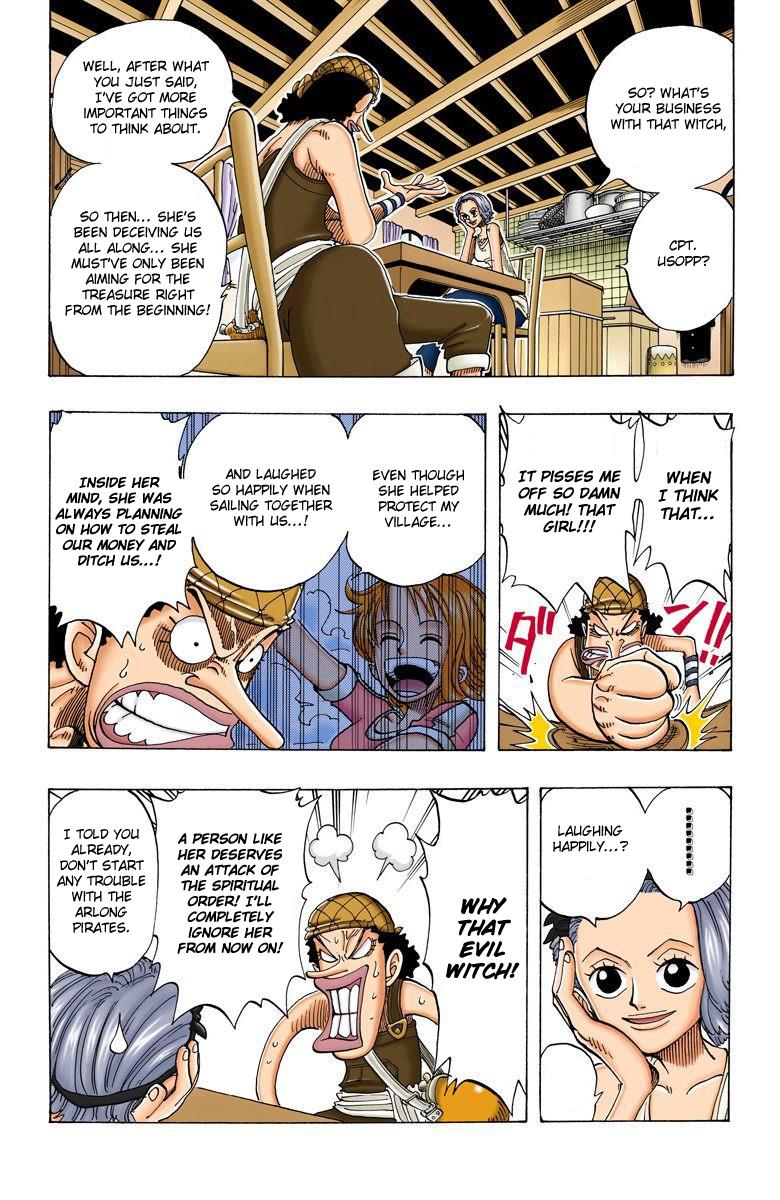 SO? WHAT'S
YOUR BUSINESS
WITH THAT WITCH,
CPT.
USOPP?
WELL, AFTER WHAT
YOU JUST SAID,
I'VE GOT MORE
IMPORTANT THINGS
TO THINK ABOUT.
SO THEN... SHE'S
BEEN DECEIVING US
ALL ALONG... SHE
MUST'VE ONLY BEEN
AIMING FOR THE
TREASURE RIGHT
FROM THE BEGINNING!
WHEN
I THINK
THAT...
IT PISSES ME
OFF SO DAMN
MUCH! THAT
GIRL!!!
ダン!!
EVEN THOUGH
SHE HELPED
PROTECT MY
VILLAGE...
AND LAUGHED
SO HAPPILY WHEN
SAILING TOGETHER
WITH US...!
INSIDE HER
MIND, SHE WAS
ALWAYS PLANNING
ON HOW TO STEAL
OUR MONEY AND
DITCH US...!
.........
LAUGHING
HAPPILY...?
WHY
THAT
EVIL
WITCH!
A PERSON LIKE
HER DESERVES
AN ATTACK OF
THE SPIRITUAL
ORDER! I'LL
COMPLETELY
IGNORE HER
FROM NOW ON!
I TOLD YOU
ALREADY,
DON'T START
ANY TROUBLE
WITH THE
ARLONG
PIRATES.